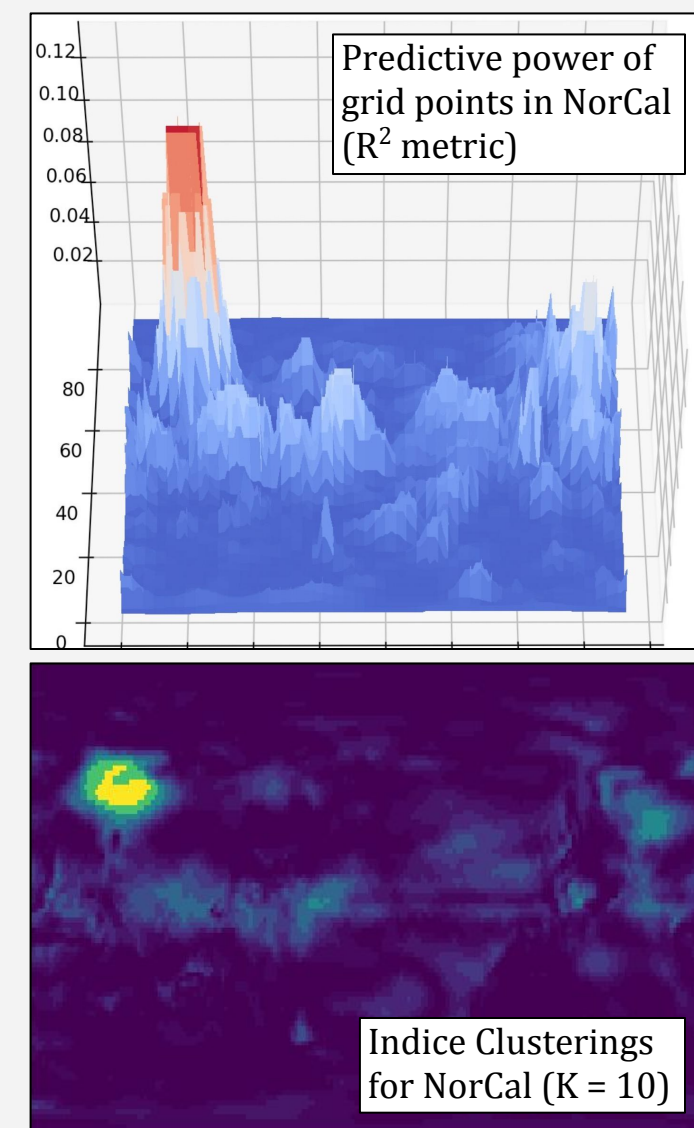 0.12
Predictive power of
grid points in NorCal
(R² metric)
0.10
0.08
0.06
0.04
0.02
80
60
40
20
0
Indice Clusterings
for NorCal (K = 10)